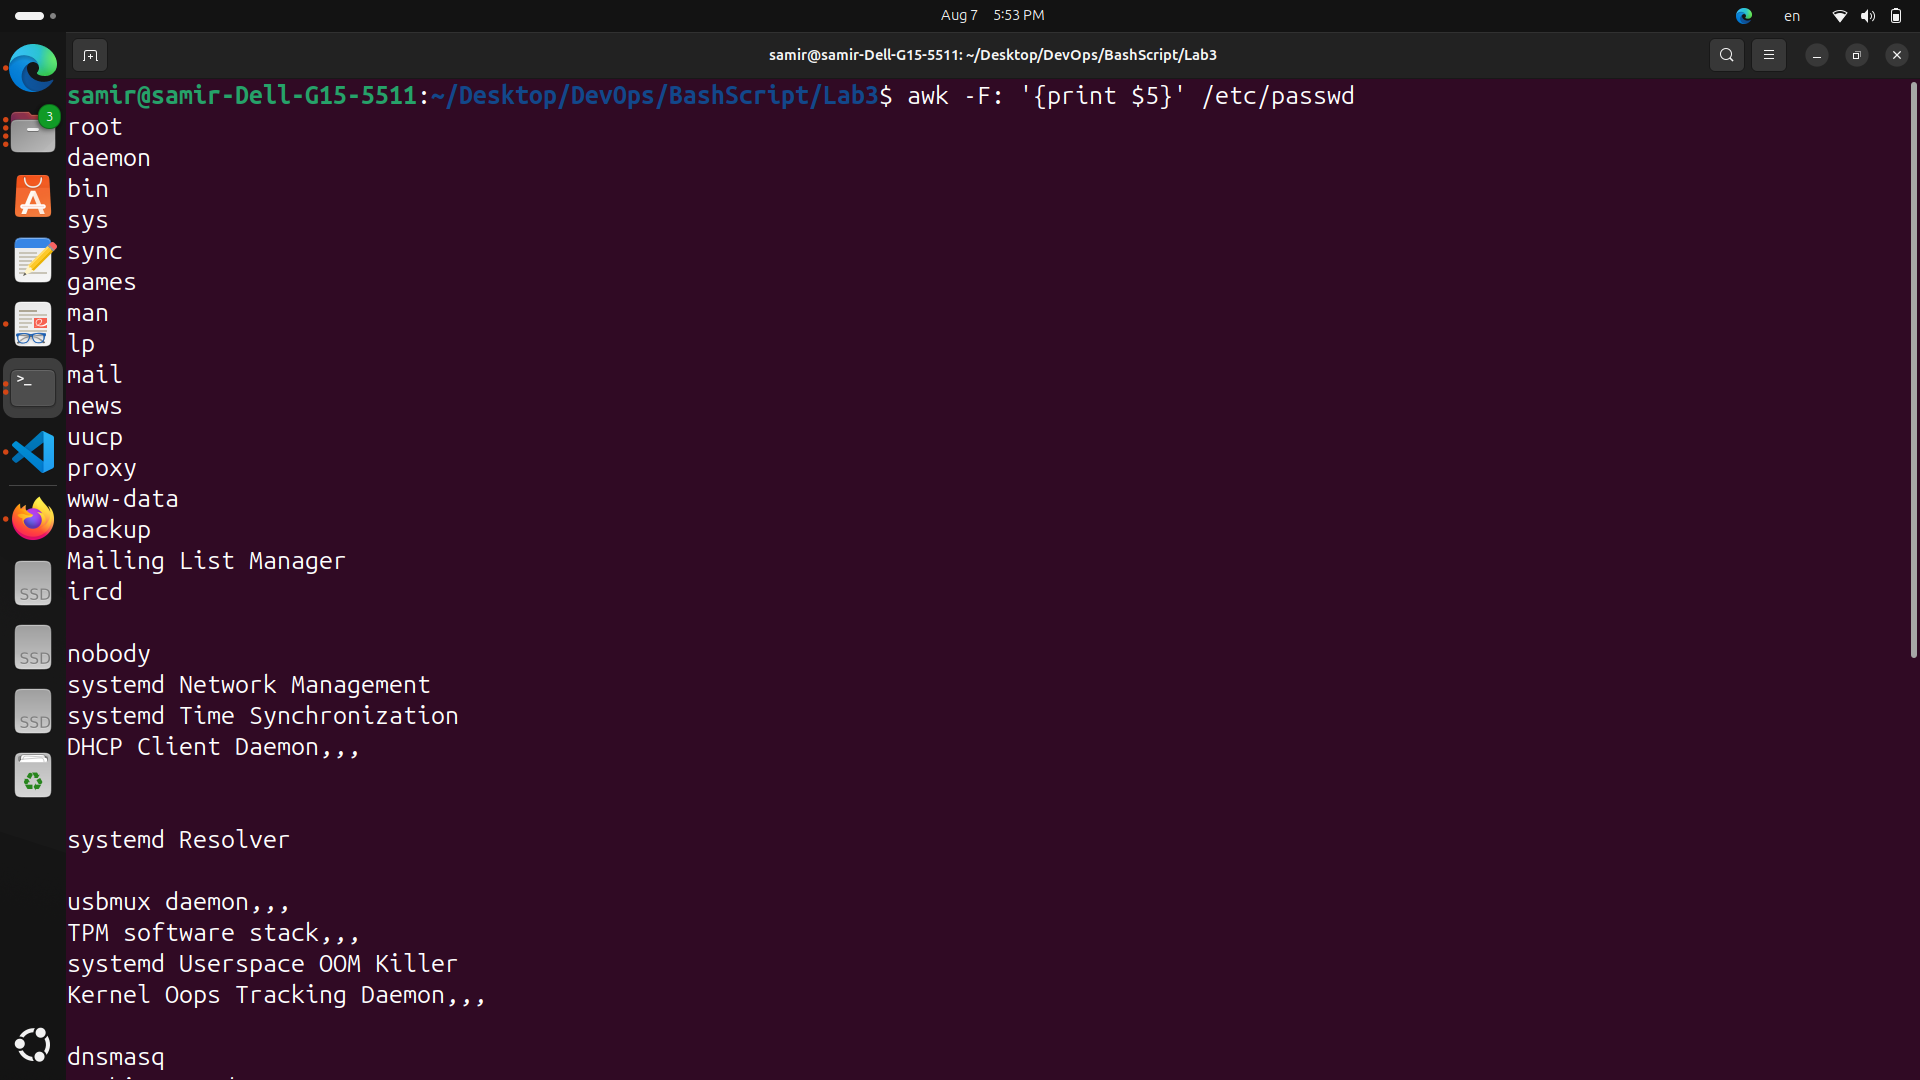 Aug 7 5:53 PM
en
samir@samir-Dell-G15-5511: ~/Desktop/DevOps/BashScript/Lab3
samir@samir-Dell-G15-5511:~/Desktop/DevOps/BashScript/Lab3$ awk -F: '{print $5}' /etc/passwd
root
daemon
bin
sys
sync
games
man
lp
mail
news
uucp
proxy
www-data
backup
Mailing List Manager
ircd
nobody
systemd Network Management
systemd Time Synchronization
DHCP Client Daemon,,,
systemd Resolver
usbmux daemon,,,
TPM software stack,,,
systemd Userspace OOM Killer
Kernel Oops Tracking Daemon,,,
dnsmasq
3
>_
SSD
SSD
SSD